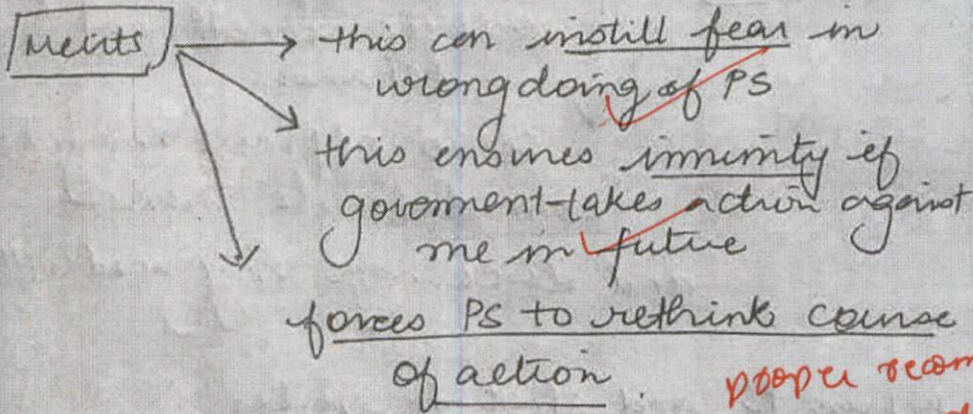 Merits → this can instill fear in
wrongdoing of PS
this ensures immunity if
government takes action against
me in future
forces PS to rethink course
of action.
proper recom